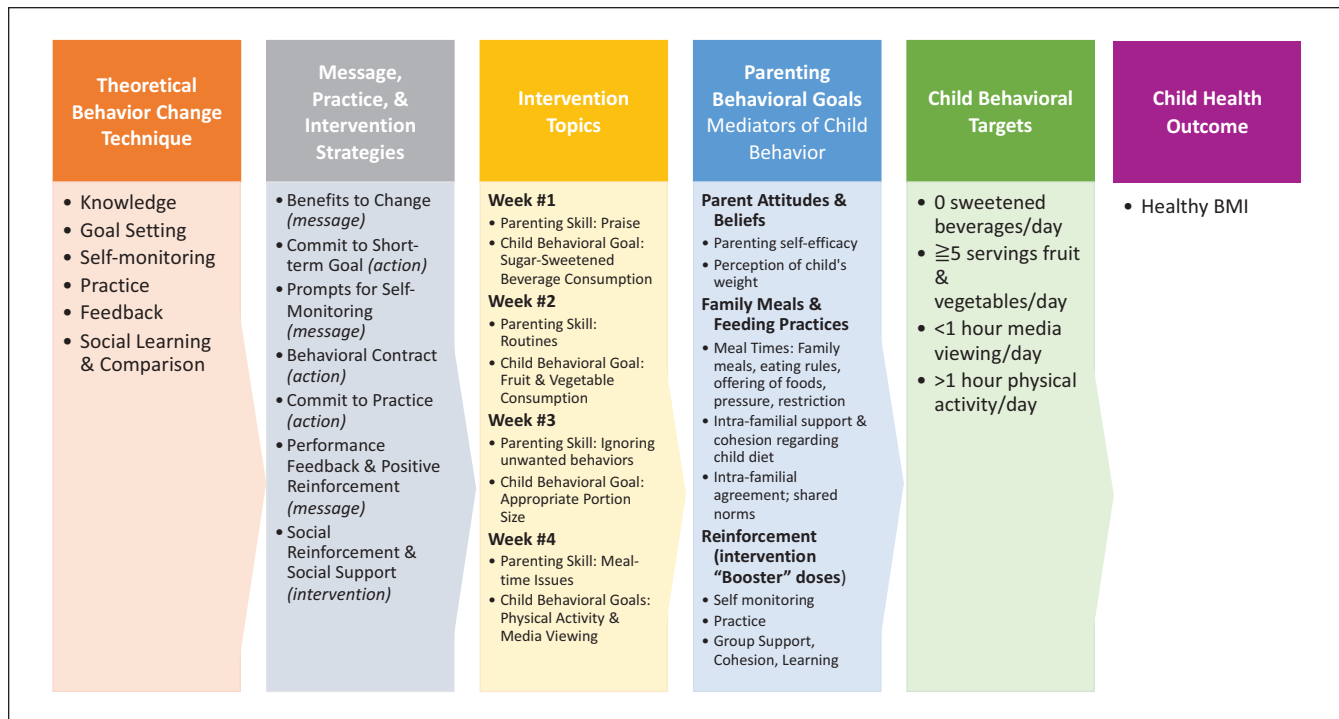 Theoretical
Behavior Change
Technique
• Knowledge
• Goal Setting
• Self-monitoring
• Practice
• Feedback
• Social Learning
& Comparison
Message,
Practice, &
Intervention
Strategies
• Benefits to Change
(message)
• Commit to Short-
term Goal (action)
• Prompts for Self-
Monitoring
(message)
• Behavioral Contract
(action)
• Commit to Practice
(action)
• Performance
Feedback & Positive
Reinforcement
(message)
• Social
Reinforcement &
Social Support
(intervention)
Intervention
Topics
Week #1
• Parenting Skill: Praise
• Child Behavioral Goal:
Sugar-Sweetened
Beverage Consumption
Week #2
• Parenting Skill:
Routines
• Child Behavioral Goal:
Fruit & Vegetable
Consumption
Week #3
• Parenting Skill: Ignoring
unwanted behaviors
• Child Behavioral Goal:
Appropriate Portion
Size
Week #4
• Parenting Skill: Meal-
time Issues
• Child Behavioral Goals:
Physical Activity &
Media Viewing
Parenting
Behavioral Goals
Mediators of Child
Behavior
Parent Attitudes &
Beliefs
• Parenting self-efficacy
• Perception of child's
weight
Family Meals &
Feeding Practices
• Meal Times: Family
meals, eating rules,
offering of foods,
pressure, restriction
• Intra-familial support &
cohesion regarding
child diet
• Intra-familial
agreement; shared
norms
Reinforcement
(intervention
“Booster” doses)
• Self monitoring
• Practice
• Group Support,
Cohesion, Learning
Child Behavioral
Targets
• 0 sweetened
beverages/day
• ≧5 servings fruit
&
vegetables/day
• <1 hour media
viewing/day
• >1 hour physical
activity/day
Child Health
Outcome
• Healthy BMI